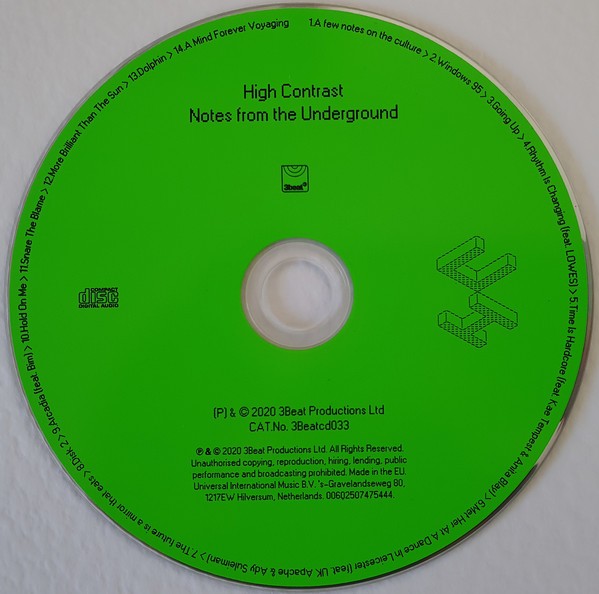 1.A few notes on the culture > 2.Windows 95 > 3.Going Up > 4.Rhythm Is Changing (feat. LOWES) > 5.Time Is Hardcore (feat. Kae Tempest & Anita Blay) > 6.Met Her At A Dance In Leicester (feat. UK Apache & Ady Suleiman) > 7.The future is a mirror that eats > 8.Disk 2 > 9.Arcadia (feat. Bim) > 10.Hold On Me > 11.Snare The Blame > 12.More Brilliant Than The Sun > 13.Dolphin > 14.A Mind Forever Voyaging
High Contrast
Notes from the Underground
3beat
COMPACT
disc
DIGITAL AUDIO
(P) & © 2020 3Beat Productions Ltd
CAT.No. 3Beatcd033
℗ & © 2020 3Beat Productions Ltd. All Rights Reserved.
Unauthorised copying, reproduction, hiring, lending, public
performance and broadcasting prohibited. Made in the EU.
Universal International Music B.V. 's-Gravelandseweg 80,
1217EW Hilversum, Netherlands. 00602507475444.